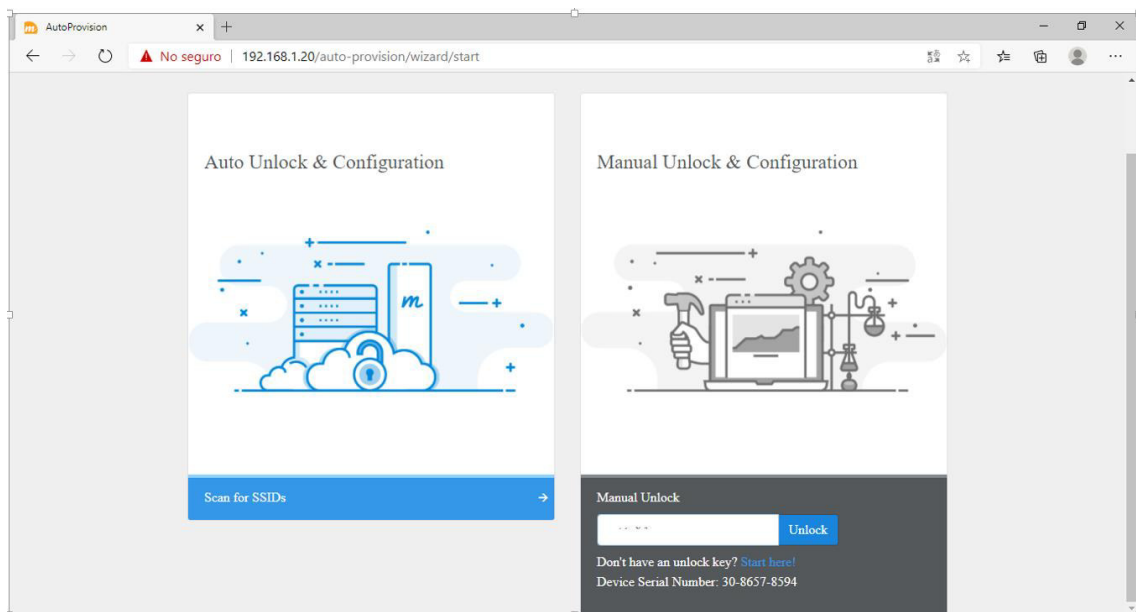 AutoProvision
No seguro | 192.168.1.20/auto-provision/wizard/start
Auto Unlock & Configuration
m
Scan for SSIDs
Manual Unlock & Configuration
Manual Unlock
Unlock
Don't have an unlock key? Start here!
Device Serial Number: 30-8657-8594